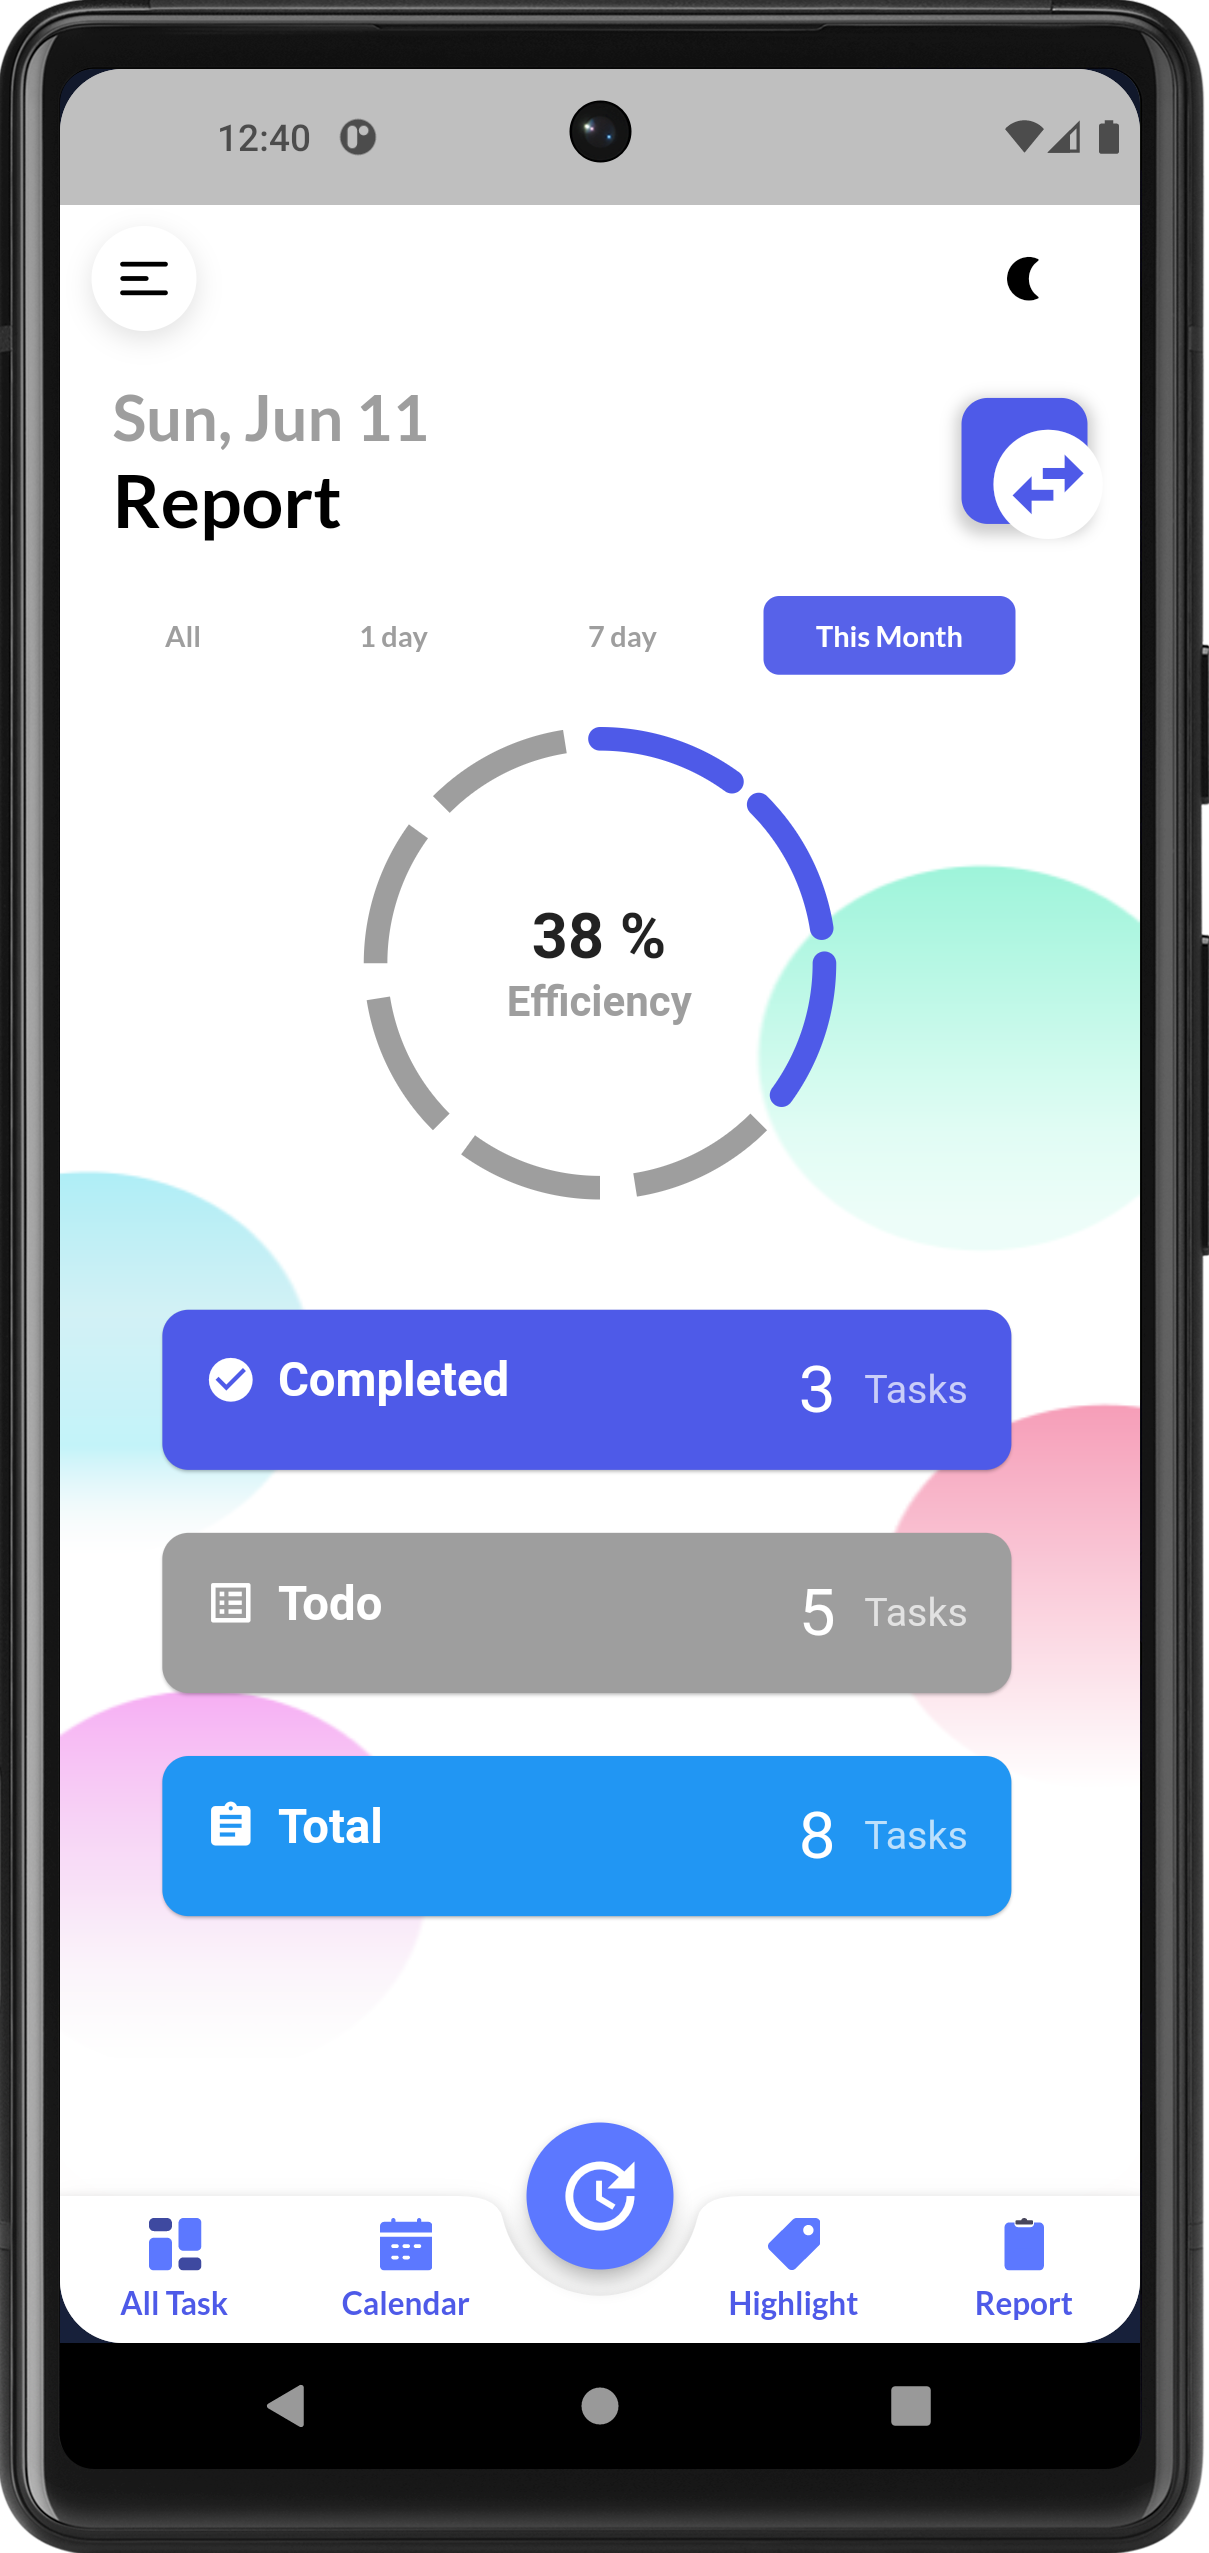 12:40
Sun, Jun 11
Report
All 1 day 7 day This Month
38 %
Efficiency
Completed 3 Tasks
Todo 5 Tasks
Total 8 Tasks
All Task Calendar Highlight Report